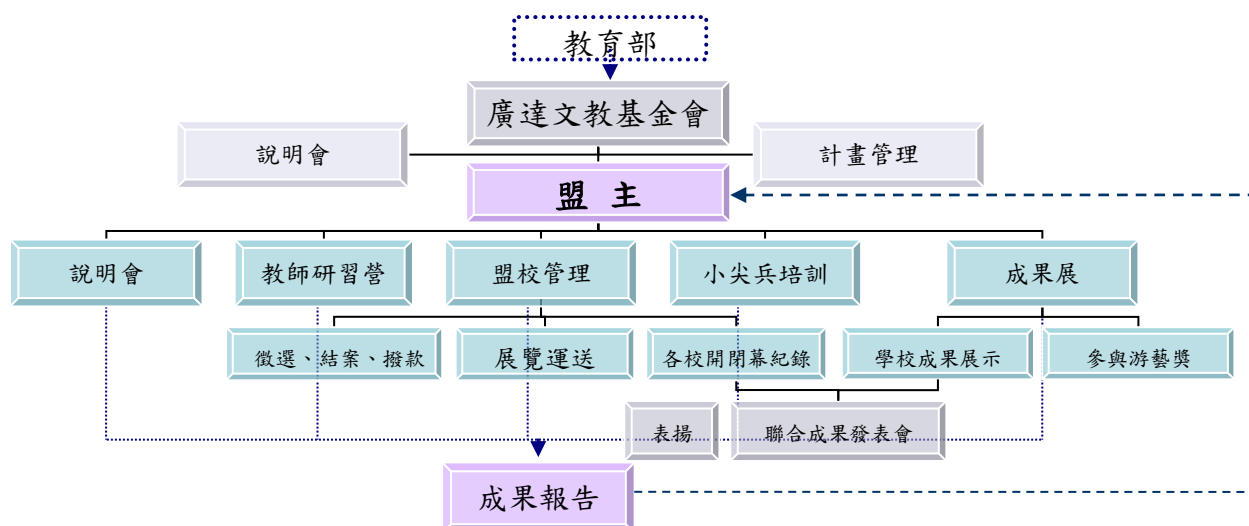 教育部
廣達文教基金會
說明會
計畫管理
盟 主
說明會
教師研習營
盟校管理
小尖兵培訓
成果展
徵選、結案、撥款
展覽運送
各校開閉幕紀錄
學校成果展示
參與游藝獎
表揚
聯合成果發表會
成果報告